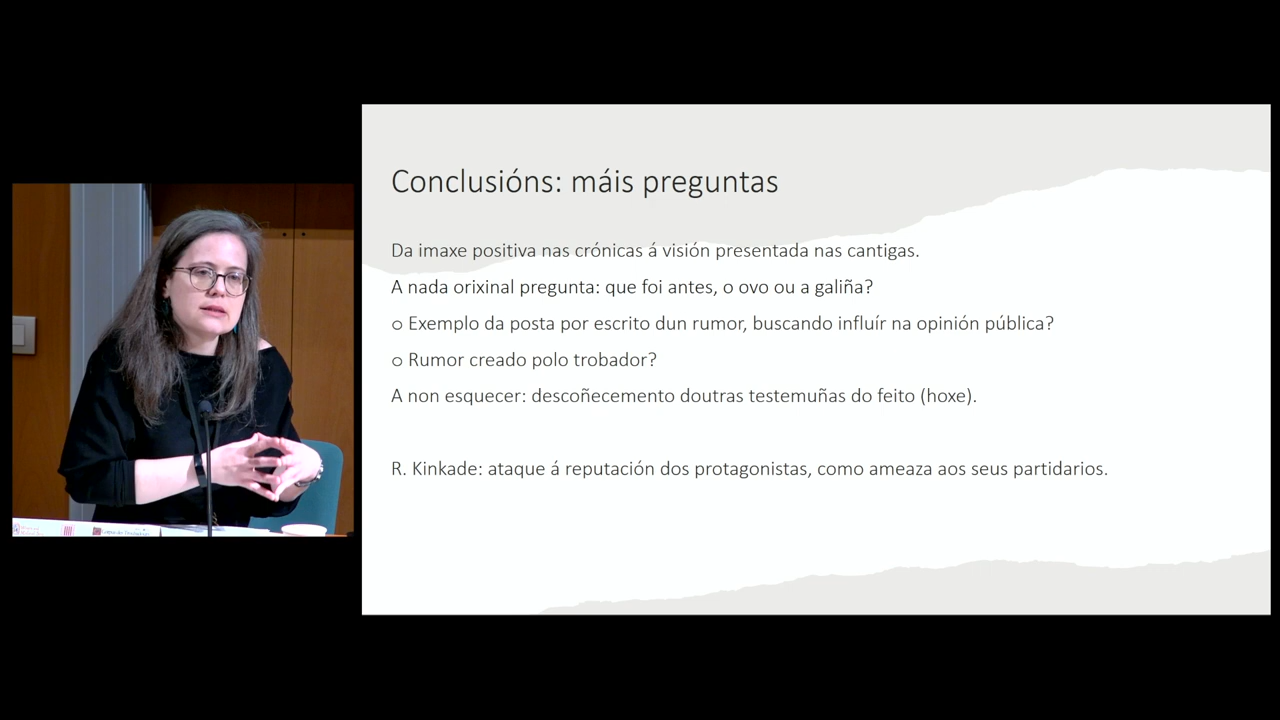 Conclusións: máis preguntas
Da imaxe positiva nas crónicas á visión presentada nas cantigas.
A nada orixinal pregunta: que foi antes, o ovo ou a galiña?
o Exemplo da posta por escrito dun rumor, buscando influír na opinión pública?
o Rumor creado polo trobador?
A non esquecer: descoñecemento doutras testemuñas do feito (hoxe).
R. Kinkade: ataque á reputación dos protagonistas, como ameaza aos seus partidarios.